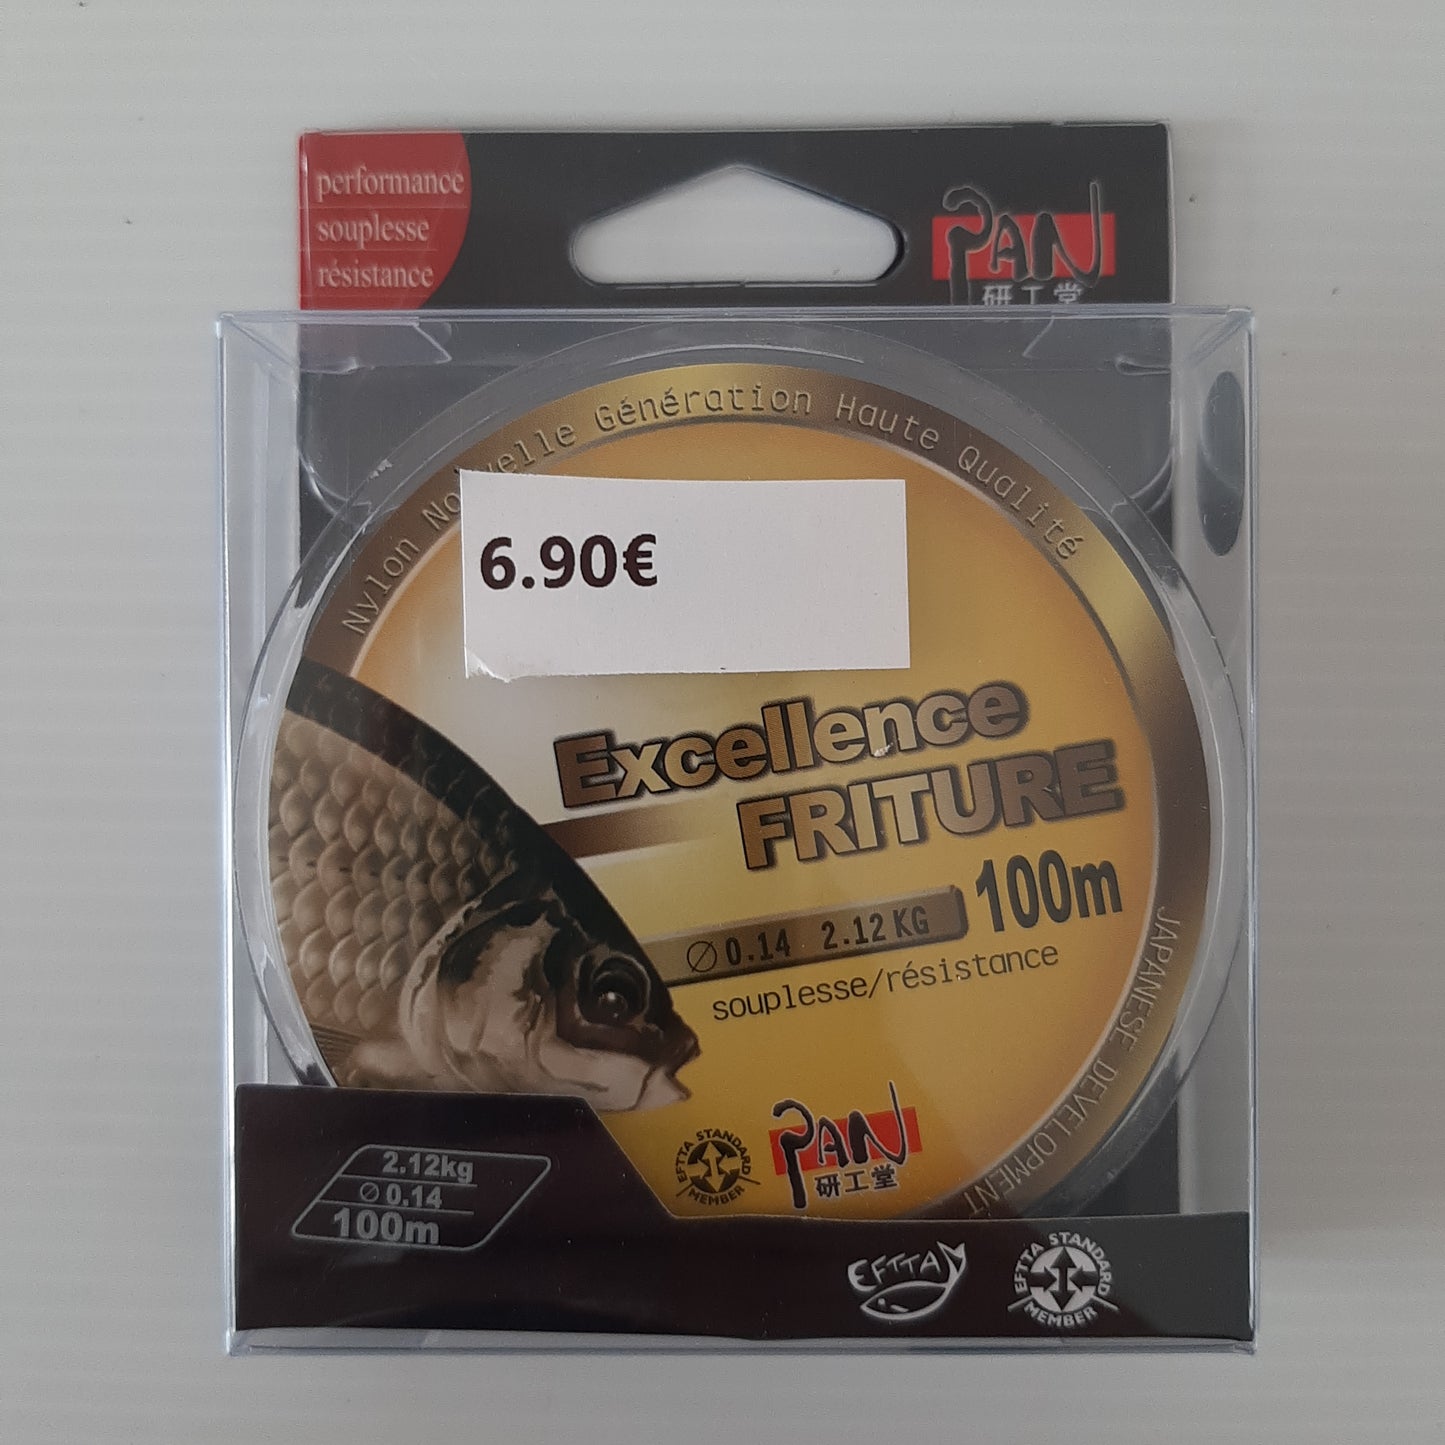 performance
souplesse
résistance
PAN
研工堂
Nylon Nouvelle Génération Haute Qualité
6.90€
Excellence
FRITURE
100m
∅ 0.14 2.12 KG
souplesse/résistance
JAPANESE DEVELOPMENT
EFTTA STANDARD
MEMBER
PAN
研工堂
2.12kg
∅ 0.14
100m
EFTTA
EFTTA STANDARD
MEMBER